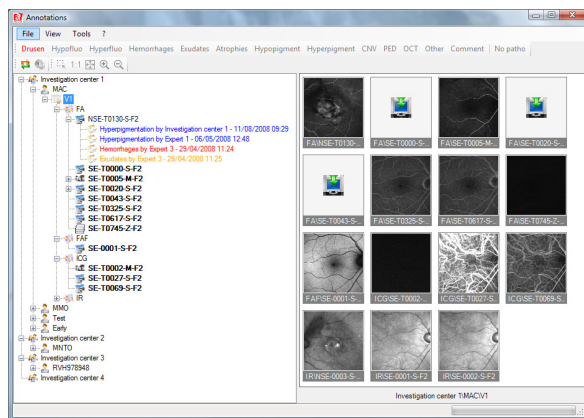 Annotations
File View Tools ?
Drusen Hypofluo Hyperfluo Hemorrhages Exudates Atrophies Hypopigment Hyperpigment CNV PED OCT Other Comment No patho
1:1
Investigation center 1
MAC
V1
FA
NSE-T0130-S-F2
Hyperpigmentation by Investigation center 1 - 11/08/2008 09:29
Hyperpigmentation by Expert 1 - 06/05/2008 12:48
Hemorrhages by Expert 3 - 29/04/2008 11:24
Exudates by Expert 3 - 29/04/2008 11:25
SE-T0000-S-F2
SE-T0005-M-F2
SE-T0020-S-F2
SE-T0043-S-F2
SE-T0325-S-F2
SE-T0617-S-F2
SE-T0745-Z-F2
FAF
SE-0001-S-F2
ICG
SE-T0002-M-F2
SE-T0027-S-F2
SE-T0069-S-F2
IR
MMO
Test
Early
Investigation center 2
MNTO
Investigation center 3
RVH978948
Investigation center 4
FA\NSE-T0130-... FA\SE-T0000-S-... FA\SE-T0005-M-... FA\SE-T0020-S-...
FA\SE-T0043-S-... FA\SE-T0325-S-... FA\SE-T0617-S-... FA\SE-T0745-Z-...
FAF\SE-0001-S-... ICG\SE-T0002-... ICG\SE-T0027-S... ICG\SE-T0069-S...
IR\NSE-0003-S-... IR\SE-0001-S-F2 IR\SE-0002-S-F2
Investigation center 1\MAC\V1